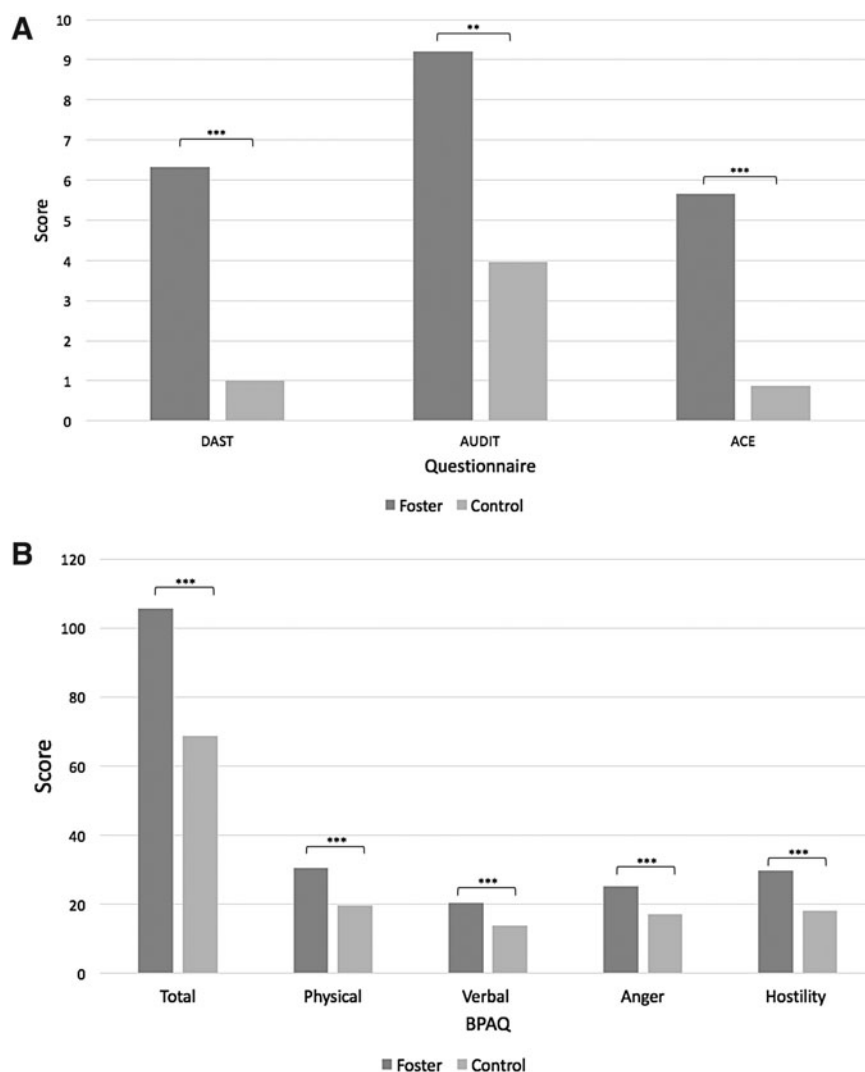 A
10
9
8
7
6
5
4
3
2
1
0
Score
***
**
***
DAST AUDIT ACE
Questionnaire
Foster Control
B
120
100
80
60
40
20
0
Score
***
***
***
***
***
Total Physical Verbal Anger Hostility
BPAQ
Foster Control